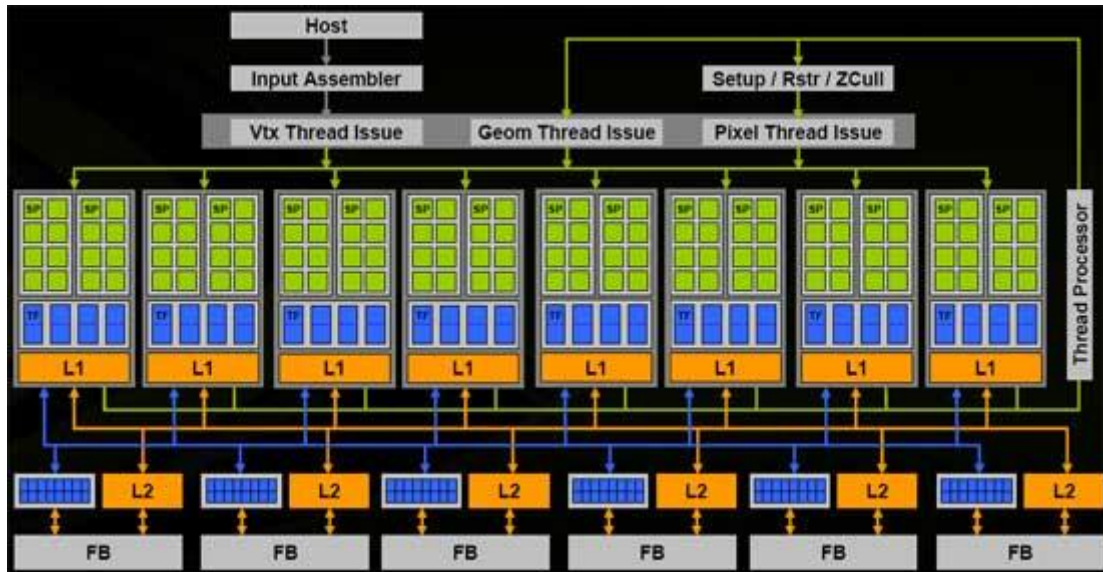 Host
Input Assembler
Setup / Rstr / ZCull
Vtx Thread Issue
Geom Thread Issue
Pixel Thread Issue
SP SP SP SP SP SP SP SP SP SP SP SP SP SP SP SP
Thread Processor
TF TF TF TF TF TF TF TF
L1 L1 L1 L1 L1 L1 L1 L1
L2 L2 L2 L2 L2 L2
FB FB FB FB FB FB